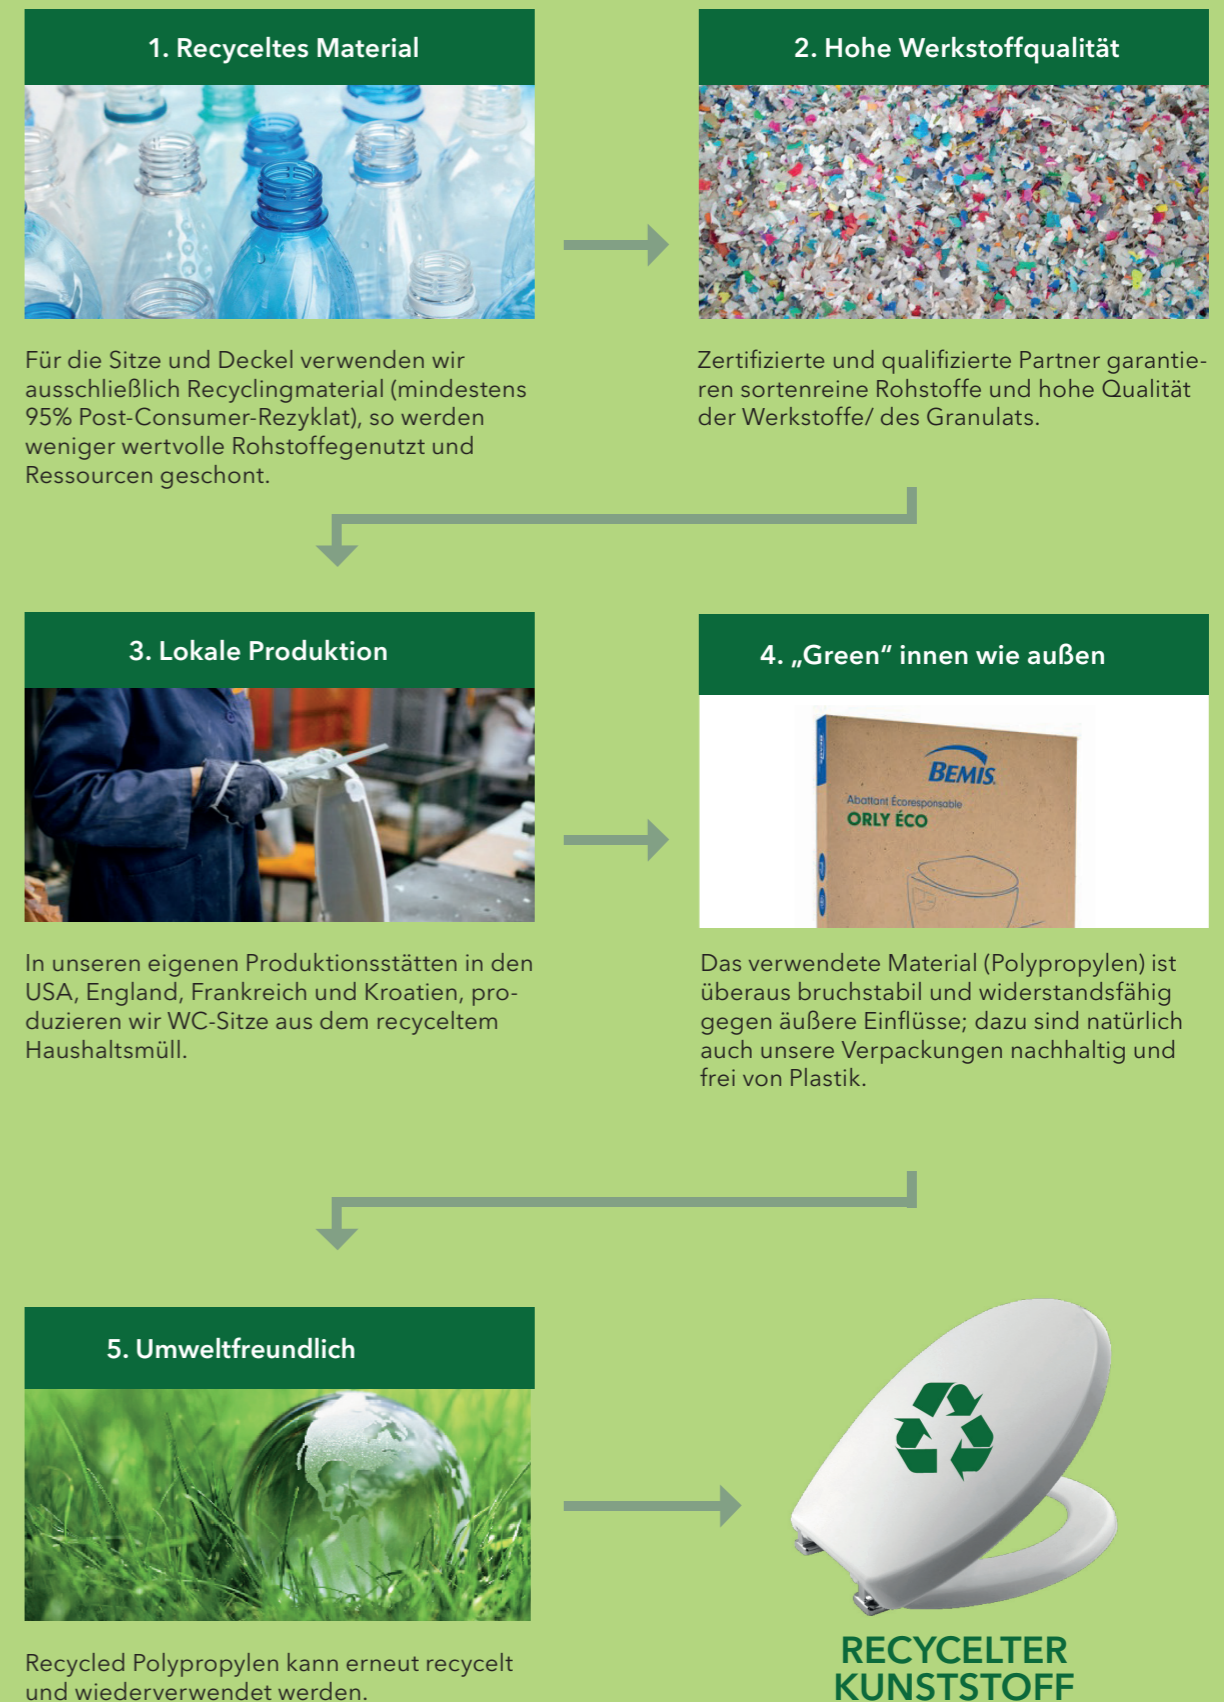 1. Recyceltes Material
Für die Sitze und Deckel verwenden wir
ausschließlich Recyclingmaterial (mindestens
95% Post-Consumer-Rezyklat), so werden
weniger wertvolle Rohstoffegenutzt und
Ressourcen geschont.
2. Hohe Werkstoffqualität
Zertifizierte und qualifizierte Partner garantie-
ren sortenreine Rohstoffe und hohe Qualität
der Werkstoffe/ des Granulats.
3. Lokale Produktion
In unseren eigenen Produktionsstätten in den
USA, England, Frankreich und Kroatien, pro-
duzieren wir WC-Sitze aus dem recyceltem
Haushaltsmüll.
4. „Green“ innen wie außen
BEMIS
Abattant Écoresponsable
ORLY ÉCO
Das verwendete Material (Polypropylen) ist
überaus bruchstabil und widerstandsfähig
gegen äußere Einflüsse; dazu sind natürlich
auch unsere Verpackungen nachhaltig und
frei von Plastik.
5. Umweltfreundlich
Recycled Polypropylen kann erneut recycelt
und wiederverwendet werden.
RECYCELTER
KUNSTSTOFF